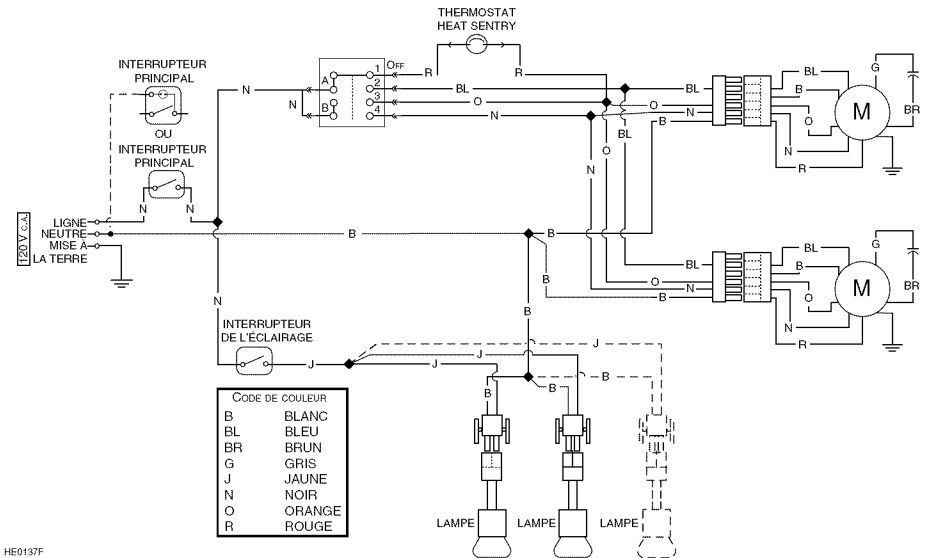 THERMOSTAT
HEAT SENTRY
INTERRUPTEUR
PRINCIPAL
OU
INTERRUPTEUR
PRINCIPAL
N
N
N
N
A
B
1
2
3
4
OFF
R
R
BL
O
N
BL
O
N
B
BL
O
N
BL
B
O
N
R
M
G
BR
120 V C.A.
LIGNE
NEUTRE
MISE À
LA TERRE
B
B
B
B
BL
O
N
B
BL
B
O
N
R
M
G
BR
N
INTERRUPTEUR
DE L'ÉCLAIRAGE
J
J
J
J
B
B
B
CODE DE COULEUR
B BLANC
BL BLEU
BR BRUN
G GRIS
J JAUNE
N NOIR
O ORANGE
R ROUGE
LAMPE
LAMPE
LAMPE
HE0137F